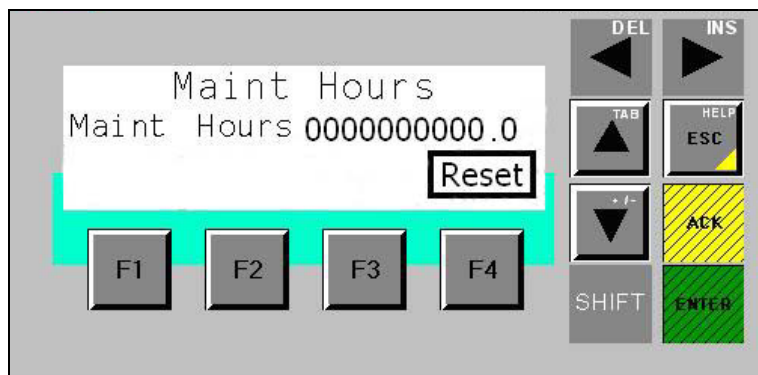 Maint Hours
Maint Hours 0000000000.0
Reset
F1 F2 F3 F4
DEL INS
TAB HELP
ESC
+/-
ACK
SHIFT ENTER